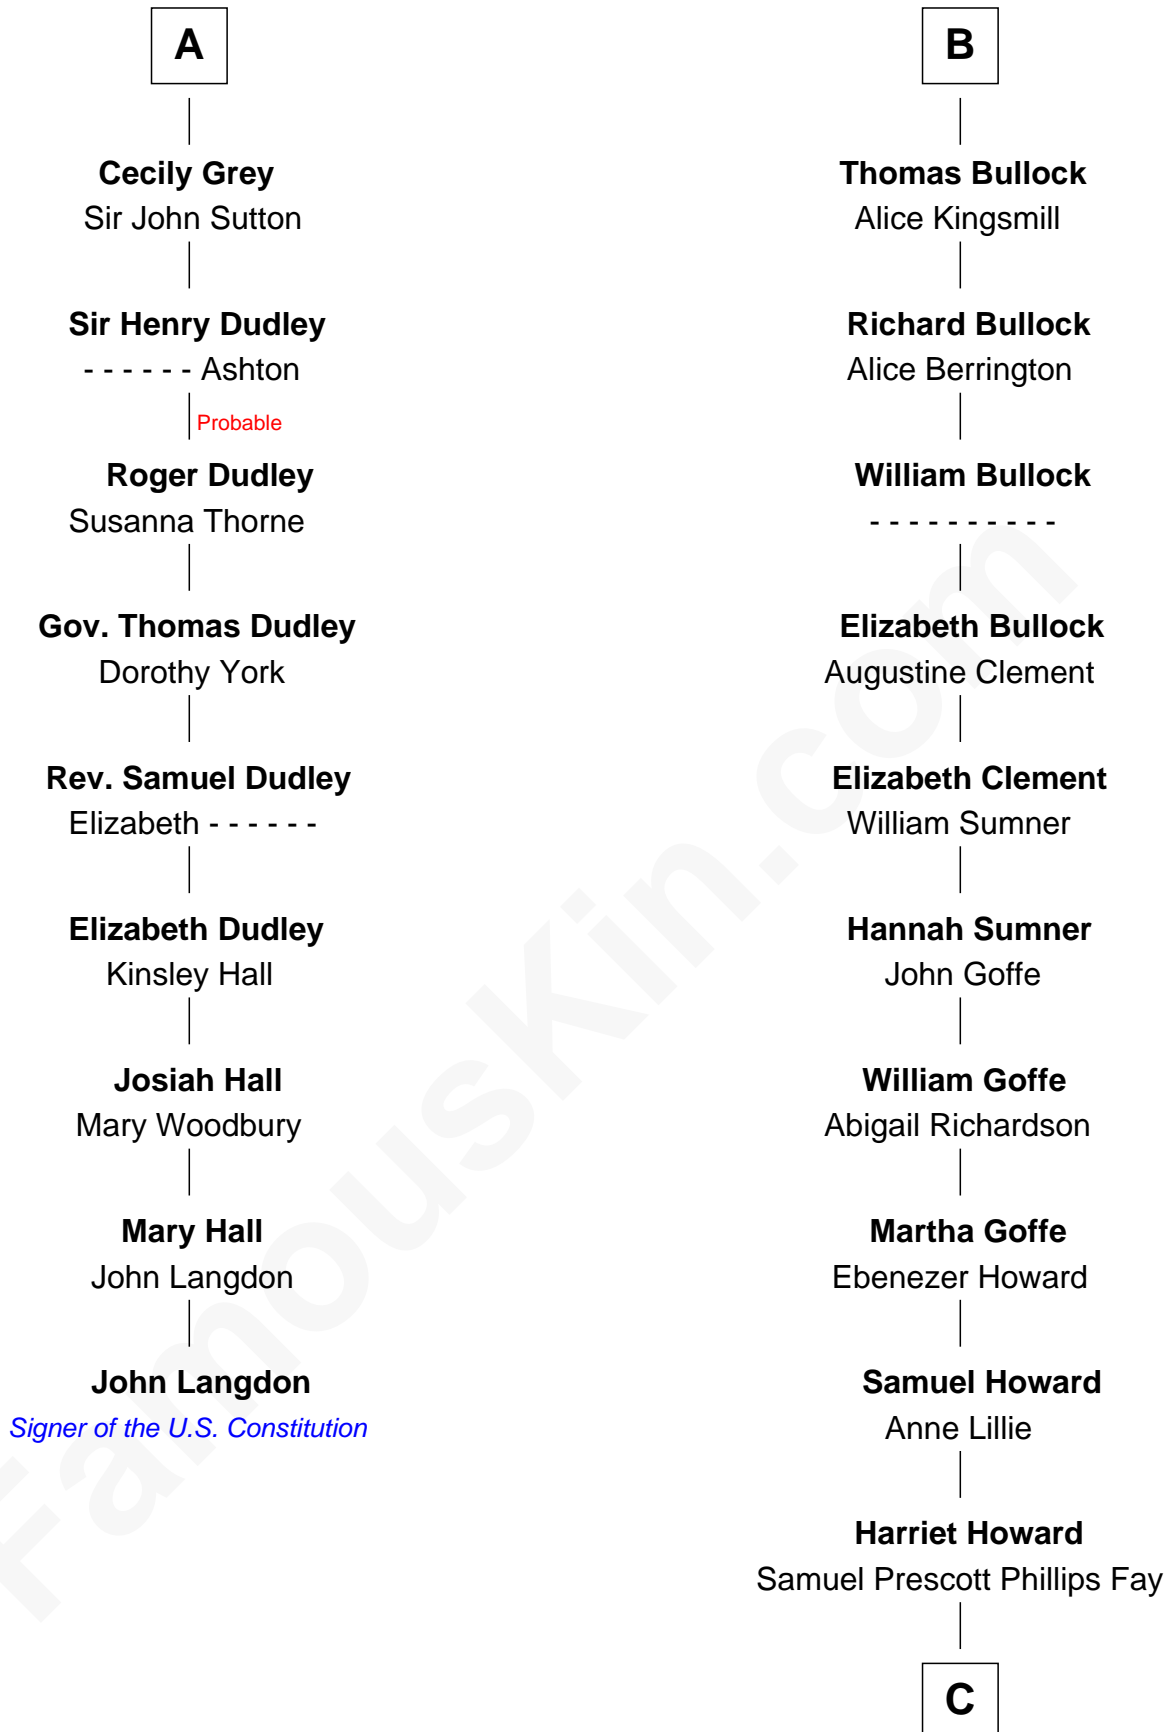 A
Cecily Grey
Sir John Sutton
Sir Henry Dudley
- - - - - - Ashton
Probable
Roger Dudley
Susanna Thorne
Gov. Thomas Dudley
Dorothy York
Rev. Samuel Dudley
Elizabeth - - - - - -
Elizabeth Dudley
Kinsley Hall
Josiah Hall
Mary Woodbury
Mary Hall
John Langdon
John Langdon
Signer of the U.S. Constitution
B
Thomas Bullock
Alice Kingsmill
Richard Bullock
Alice Berrington
William Bullock
- - - - - - - - - -
Elizabeth Bullock
Augustine Clement
Elizabeth Clement
William Sumner
Hannah Sumner
John Goffe
William Goffe
Abigail Richardson
Martha Goffe
Ebenezer Howard
Samuel Howard
Anne Lillie
Harriet Howard
Samuel Prescott Phillips Fay
C
FamousKin.com